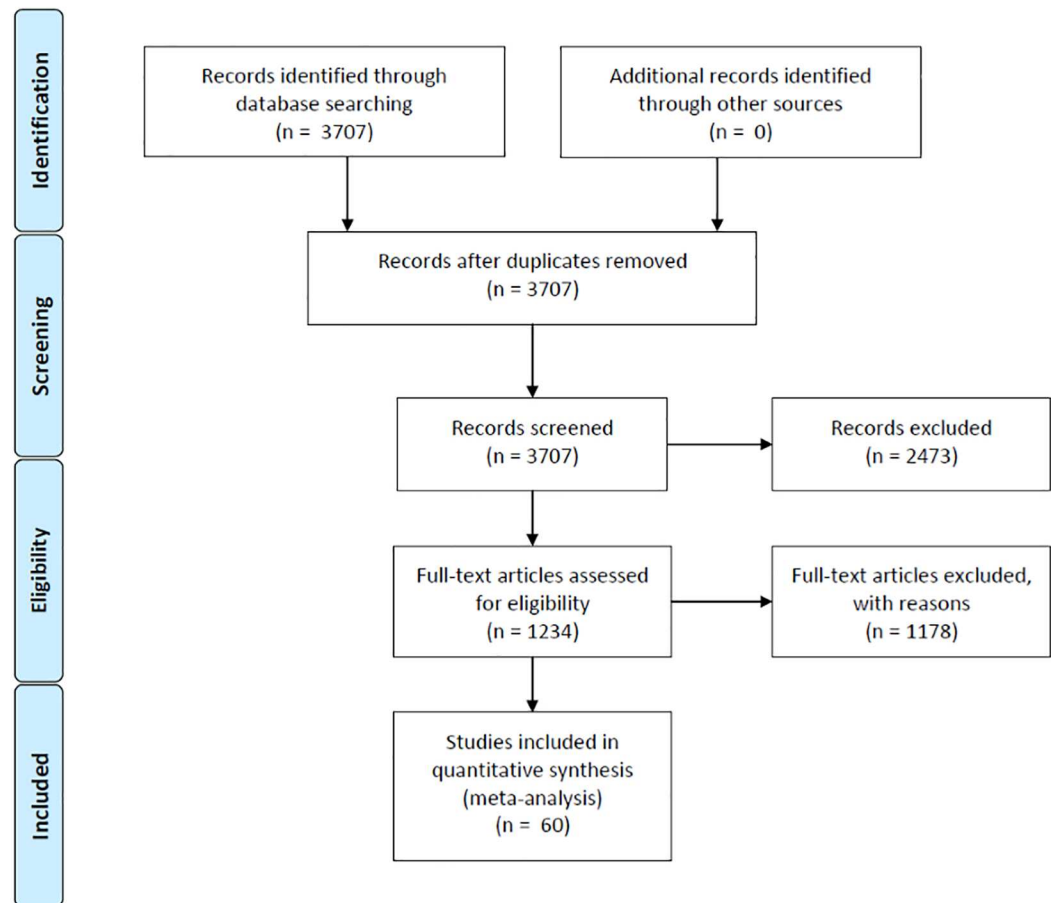 Identification
Records identified through
database searching
(n = 3707)
Additional records identified
through other sources
(n = 0)
Screening
Records after duplicates removed
(n = 3707)
Records screened
(n = 3707)
Records excluded
(n = 2473)
Eligibility
Full-text articles assessed
for eligibility
(n = 1234)
Full-text articles excluded,
with reasons
(n = 1178)
Included
Studies included in
quantitative synthesis
(meta-analysis)
(n = 60)